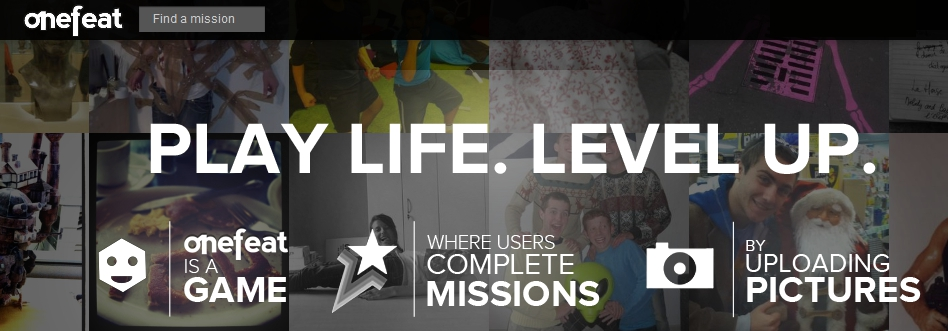 onefeat
Find a mission
PLAY LIFE. LEVEL UP.
onefeat
IS A
GAME
WHERE USERS
COMPLETE
MISSIONS
BY
UPLOADING
PICTURES